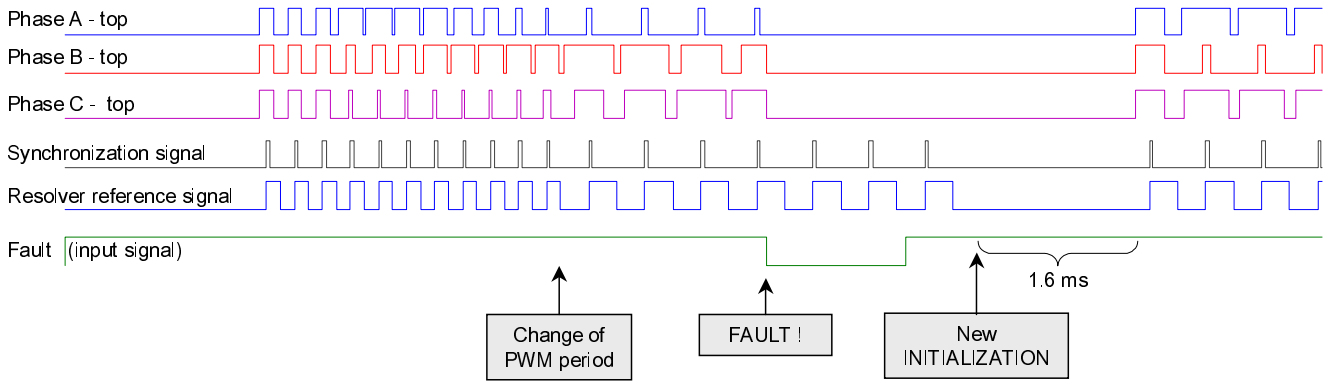 Phase A - top
Phase B - top
Phase C - top
Synchronization signal
Resolver reference signal
Fault (input signal)
1.6 ms
Change of
PWM period
FAULT !
New
INITIALIZATION